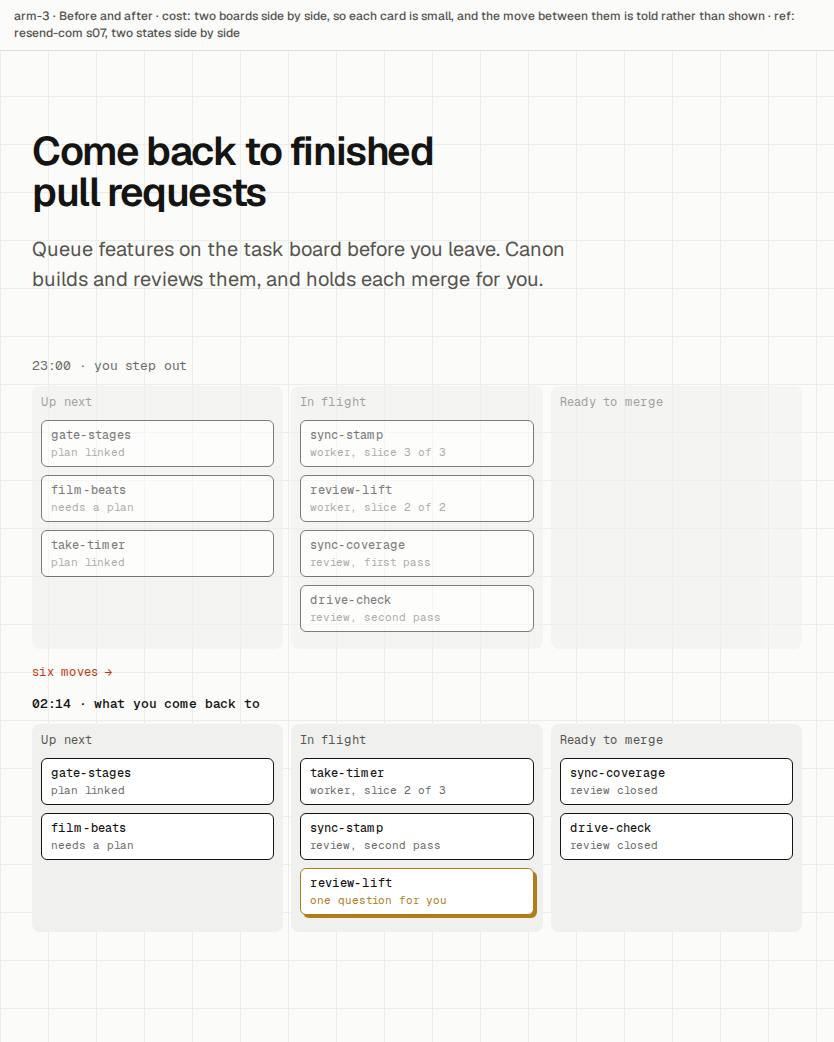 arm-3 · Before and after · cost: two boards side by side, so each card is small, and the move between them is told rather than shown · ref:
resend-com s07, two states side by side
Come back to finished
pull requests
Queue features on the task board before you leave. Canon
builds and reviews them, and holds each merge for you.
23:00 · you step out
Up next
gate-stages
plan linked
film-beats
needs a plan
take-timer
plan linked
In flight
sync-stamp
worker, slice 3 of 3
review-lift
worker, slice 2 of 2
sync-coverage
review, first pass
drive-check
review, second pass
Ready to merge
six moves →
02:14 · what you come back to
Up next
gate-stages
plan linked
film-beats
needs a plan
In flight
take-timer
worker, slice 2 of 3
sync-stamp
review, second pass
review-lift
one question for you
Ready to merge
sync-coverage
review closed
drive-check
review closed